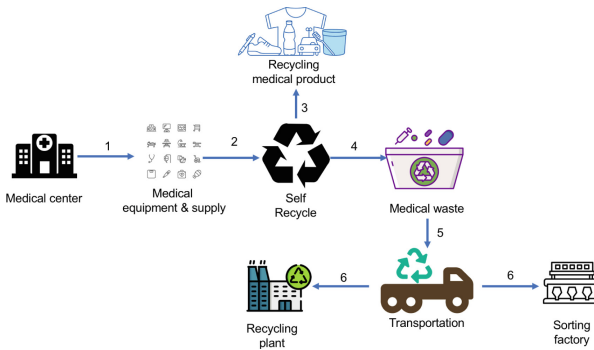 Recycling
medical product
3
1
2
4
Medical center
Medical
equipment & supply
Self
Recycle
Medical waste
5
6
6
Recycling
plant
Transportation
Sorting
factory